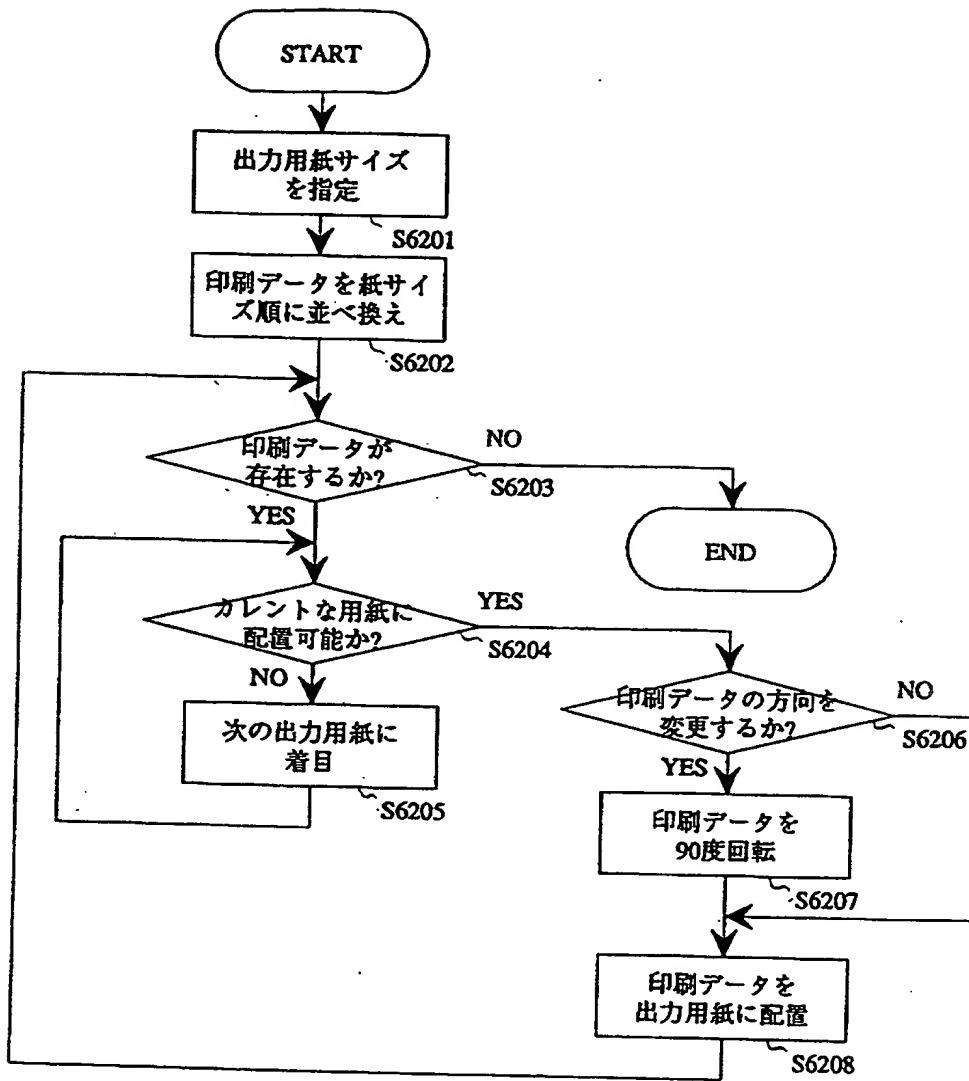 START
出力用紙サイズ
を指定
S6201
印刷データを紙サイ
ズ順に並べ換え
S6202
印刷データが
存在するか?
NO
S6203
YES
END
カレントな用紙に
配置可能か?
YES
S6204
NO
印刷データの方向を
変更するか?
NO
S6206
次の出力用紙に
着目
S6205
YES
印刷データを
90度回転
S6207
印刷データを
出力用紙に配置
S6208